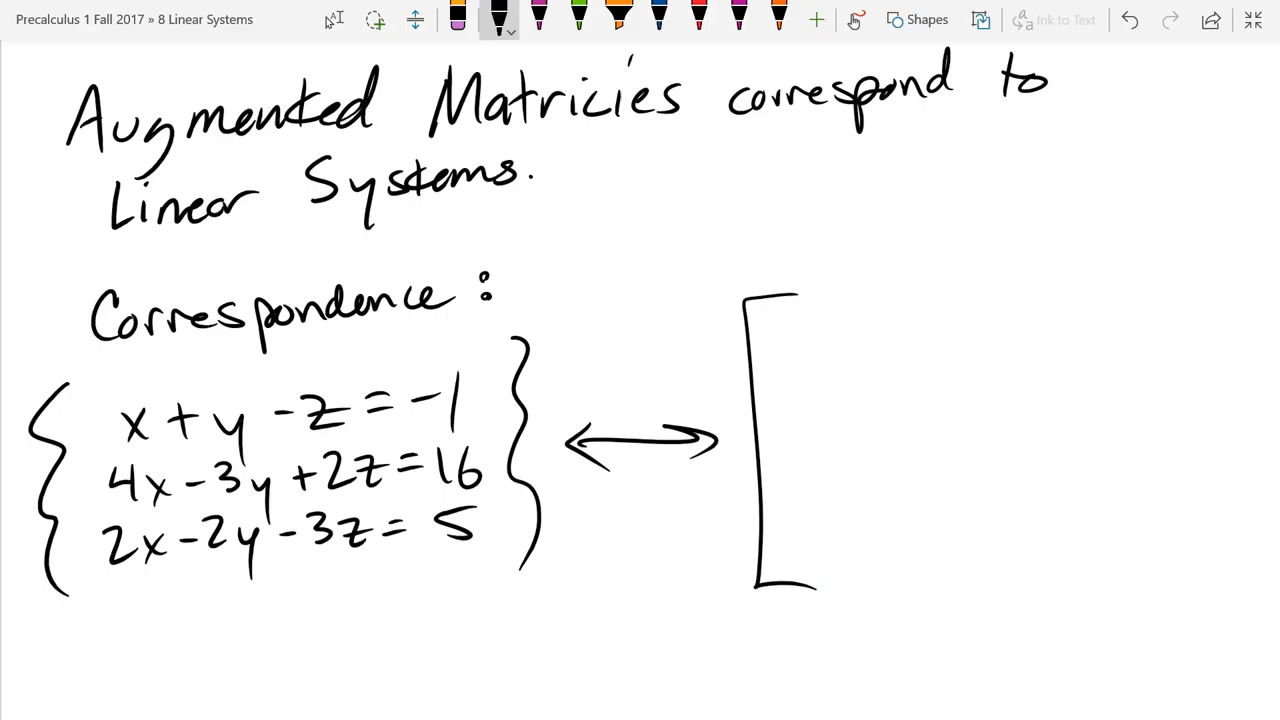 Precalculus 1 Fall 2017 » 8 Linear Systems
Shapes
Ink to Text
Augmented Matricies correspond to
Linear Systems.
Correspondence:
x + y - z = -1
4x - 3y + 2z = 16
2x - 2y - 3z = 5